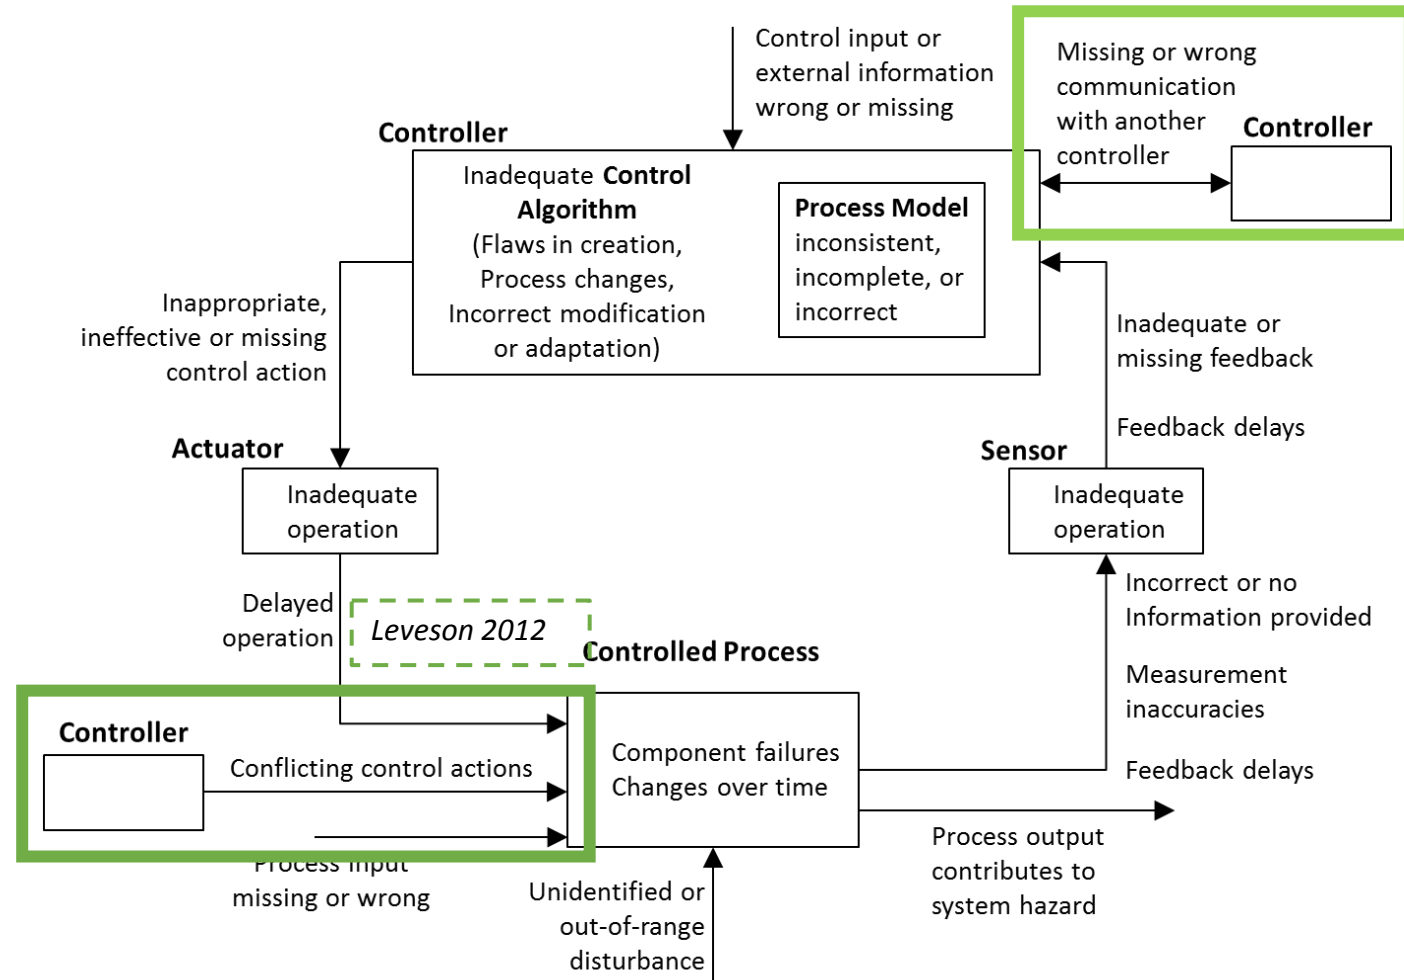 Control input or
external information
wrong or missing
Missing or wrong
communication
with another
controller
Controller
Controller
Inadequate Control
Algorithm
(Flaws in creation,
Process changes,
Incorrect modification
or adaptation)
Process Model
inconsistent,
incomplete, or
incorrect
Inappropriate,
ineffective or missing
control action
Inadequate or
missing feedback
Feedback delays
Actuator
Inadequate
operation
Sensor
Inadequate
operation
Delayed
operation
Leveson 2012
Controlled Process
Incorrect or no
Information provided
Measurement
inaccuracies
Feedback delays
Controller
Conflicting control actions
Component failures
Changes over time
Process input
missing or wrong
Unidentified or
out-of-range
disturbance
Process output
contributes to
system hazard